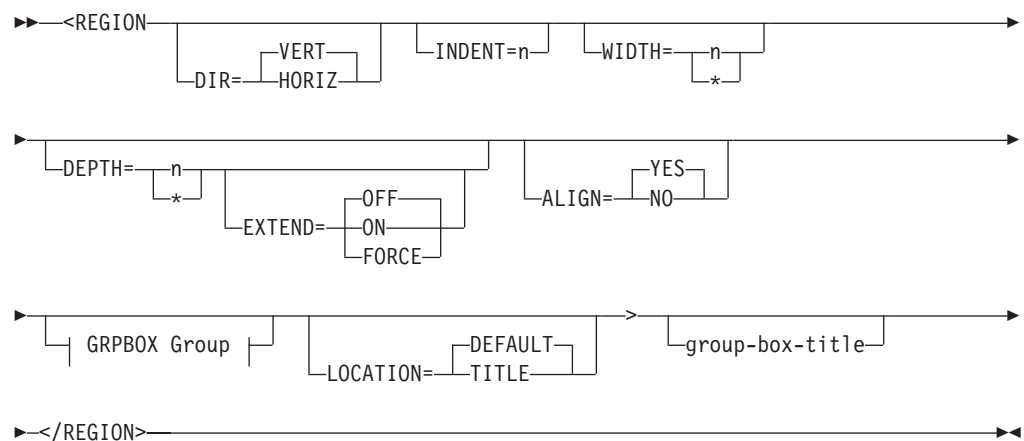 <REGION
DIR= VERT HORIZ
INDENT=n
WIDTH= n *
DEPTH= n *
EXTEND= OFF ON FORCE
ALIGN= YES NO
GRPBOX Group
LOCATION= DEFAULT TITLE
>
group-box-title
</REGION>